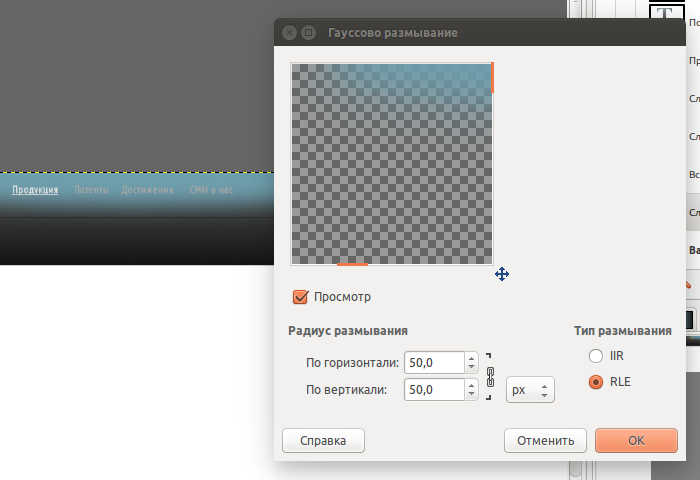 Гауссово размывание
Продукция Патенты Достижения СМИ о нас
Просмотр
Радиус размывания
По горизонтали: 50,0
По вертикали: 50,0 px
Тип размывания
IIR
RLE
Справка Отменить OK
По
Пр
Сл
Сл
Вс
Сл
Ва